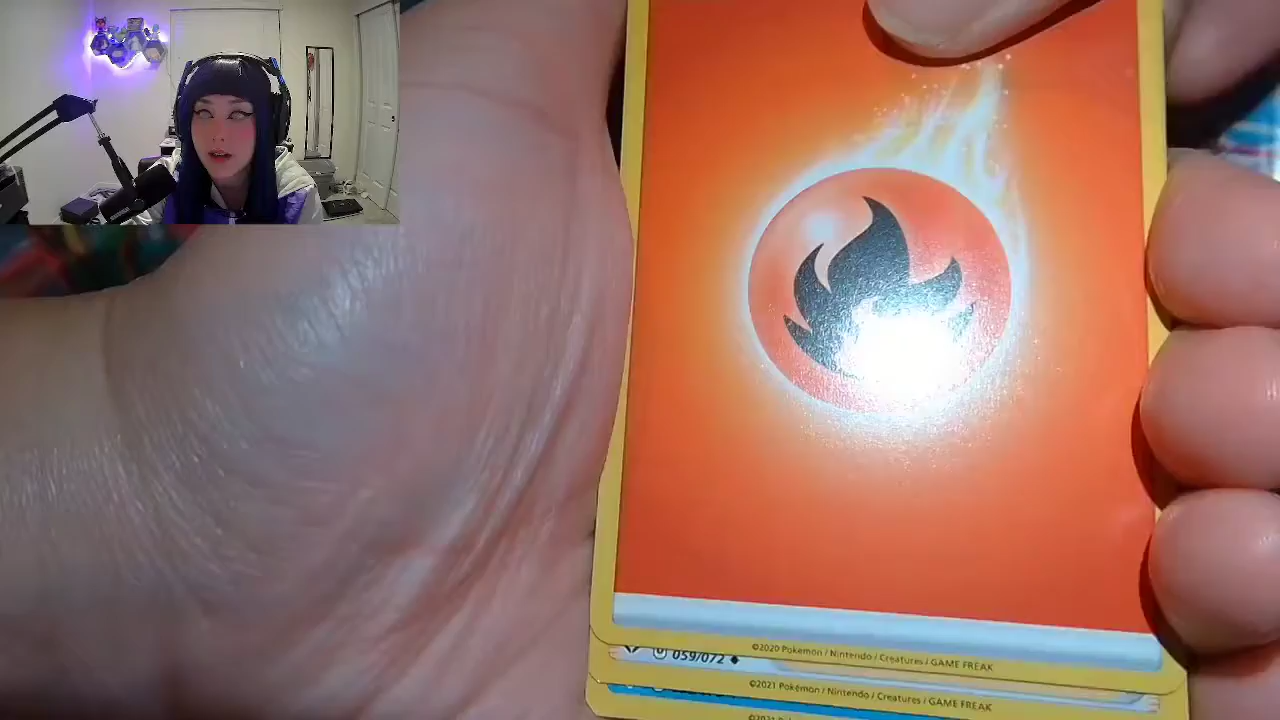 ©2020 Pokémon / Nintendo / Creatures / GAME FREAK
059/072
©2021 Pokémon / Nintendo / Creatures / GAME FREAK